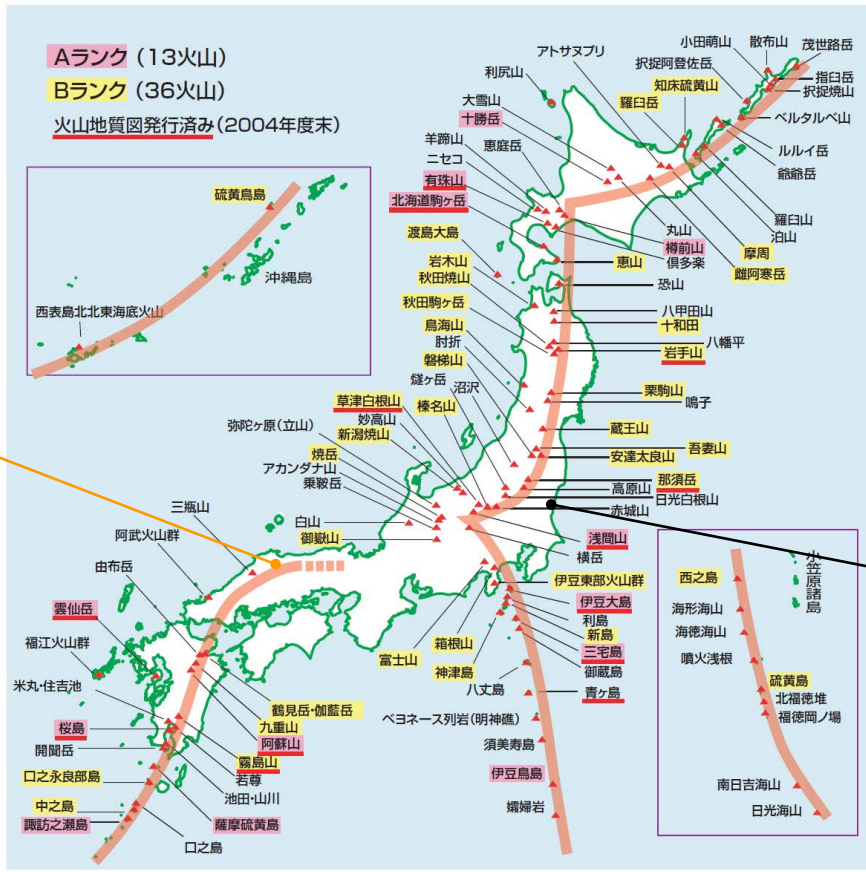 Aランク (13火山)
Bランク (36火山)
火山地質図発行済み(2004年度末)
硫黄鳥島
沖縄島
西表島北北東海底火山
アトサヌプリ
利尻山
大雪山
十勝岳
羊蹄山
恵庭岳
ニセコ
有珠山
北海道駒ヶ岳
渡島大島
岩木山
秋田焼山
秋田駒ヶ岳
鳥海山
肘折
磐梯山
燧ヶ岳
沼沢
草津白根山
榛名山
妙高山
新潟焼山
弥陀ヶ原(立山)
焼岳
アカンダナ山
乗鞍岳
白山
御嶽山
小田萌山
散布山
茂世路岳
択捉阿登佐岳
指臼岳
知床硫黄山
択捉焼山
羅臼岳
ベルタルベ山
ルルイ岳
爺爺岳
羅臼山
泊山
丸山
摩周
樽前山
倶多楽
雌阿寒岳
恵山
恐山
八甲田山
十和田
八幡平
岩手山
栗駒山
鳴子
蔵王山
吾妻山
安達太良山
那須岳
高原山
日光白根山
赤城山
浅間山
横岳
伊豆東部火山群
伊豆大島
利島
箱根山
新島
富士山
神津島
三宅島
御蔵島
八丈島
青ヶ島
ベヨネース列岩(明神礁)
須美寿島
伊豆鳥島
孀婦岩
三瓶山
阿武火山群
由布岳
雲仙岳
福江火山群
米丸・住吉池
鶴見岳・伽藍岳
九重山
桜島
阿蘇山
開聞岳
霧島山
若尊
口之永良部島
池田・山川
中之島
薩摩硫黄島
諏訪之瀬島
口之島
小笠原諸島
西之島
海形海山
海徳海山
噴火浅根
硫黄島
北福徳堆
福徳岡ノ場
南日吉海山
日光海山